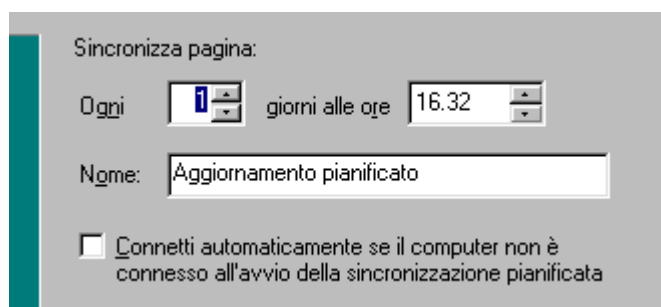 Sincronizza pagina:
Ogni 1 giorni alle ore 16.32
Nome: Aggiornamento pianificato
Connetti automaticamente se il computer non è
connesso all'avvio della sincronizzazione pianificata